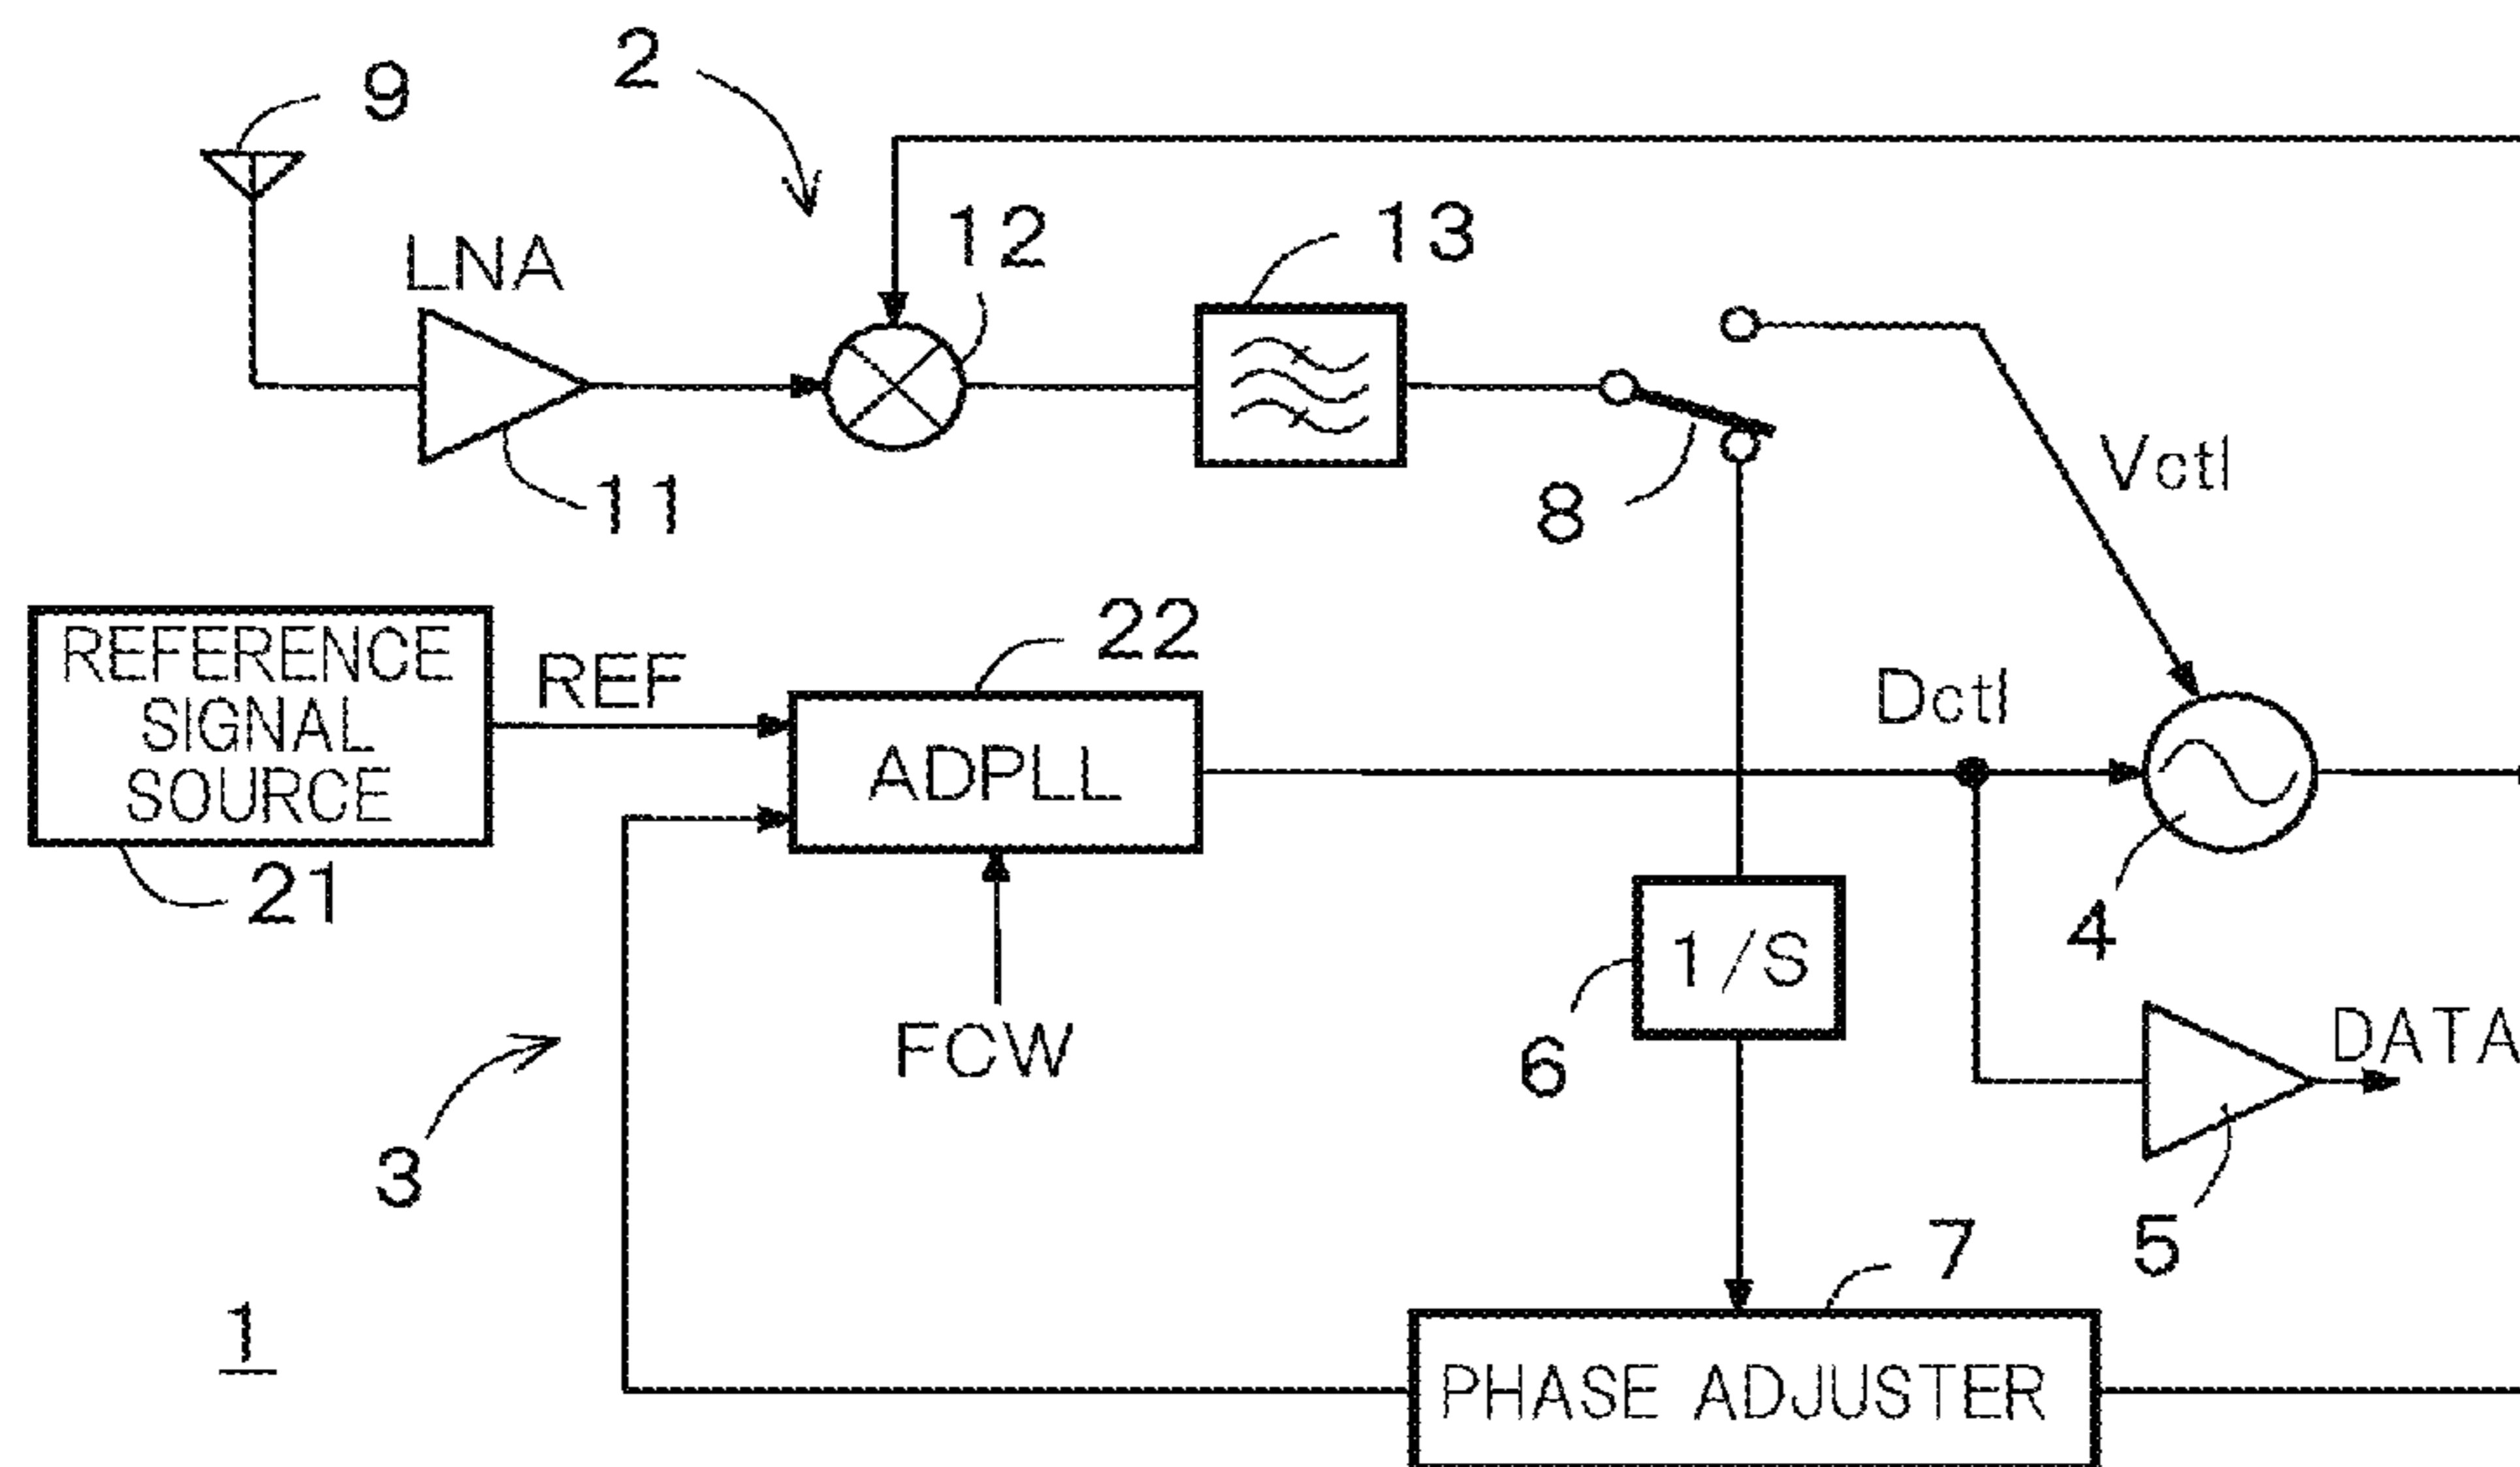 2
9
12
13
LNA
11
8
Vctl
REFERENCE
SIGNAL
SOURCE
21
REF
22
ADPLL
Dctl
4
FCW
1/S
6
DATA
5
3
7
1
PHASE ADJUSTER